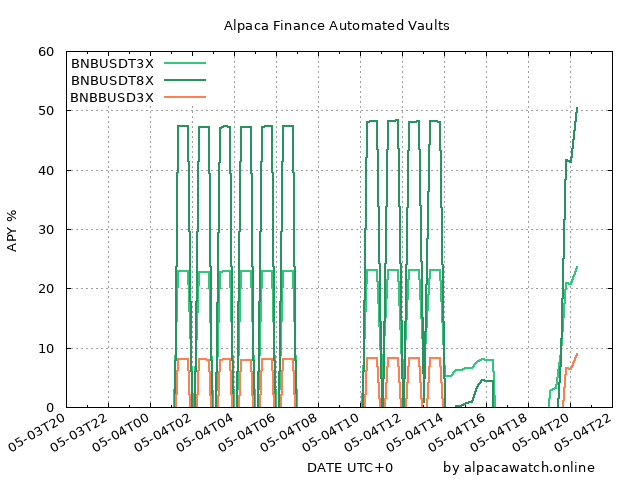 Alpaca Finance Automated Vaults
BNBUSDT3X
BNBUSDT8X
BNBBUSD3X
APY %
60
50
40
30
20
10
0
05-03T20
05-03T22
05-04T00
05-04T02
05-04T04
05-04T06
05-04T08
05-04T10
05-04T12
05-04T14
05-04T16
05-04T18
05-04T20
05-04T22
DATE UTC+0
by alpacawatch.online